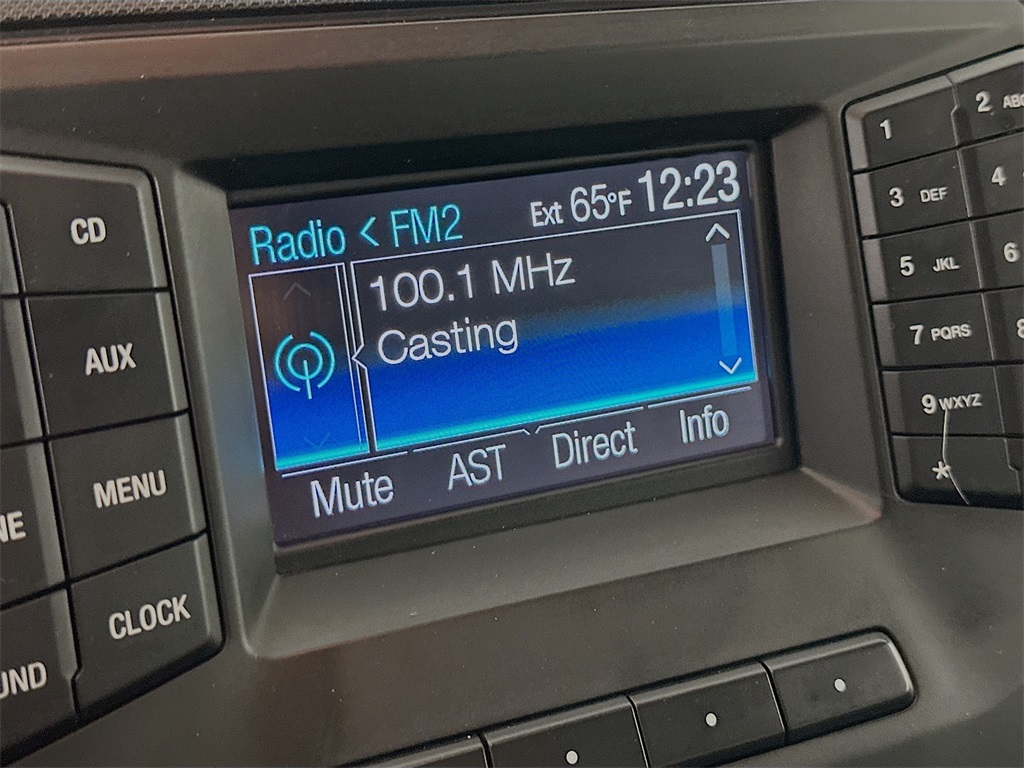 Radio < FM2 Ext 65°F 12:23
100.1 MHz
Casting
Mute AST Direct Info
CD
AUX
MENU
CLOCK
NE
UND
1
2 ABC
3 DEF
4
5 JKL
6
7 PQRS
8
9 WXYZ
*